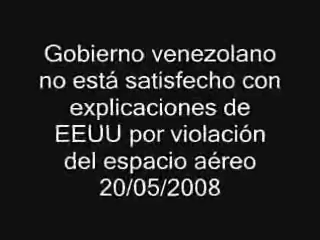 Gobierno venezolano
no está satisfecho con
explicaciones de
EEUU por violación
del espacio aéreo
20/05/2008